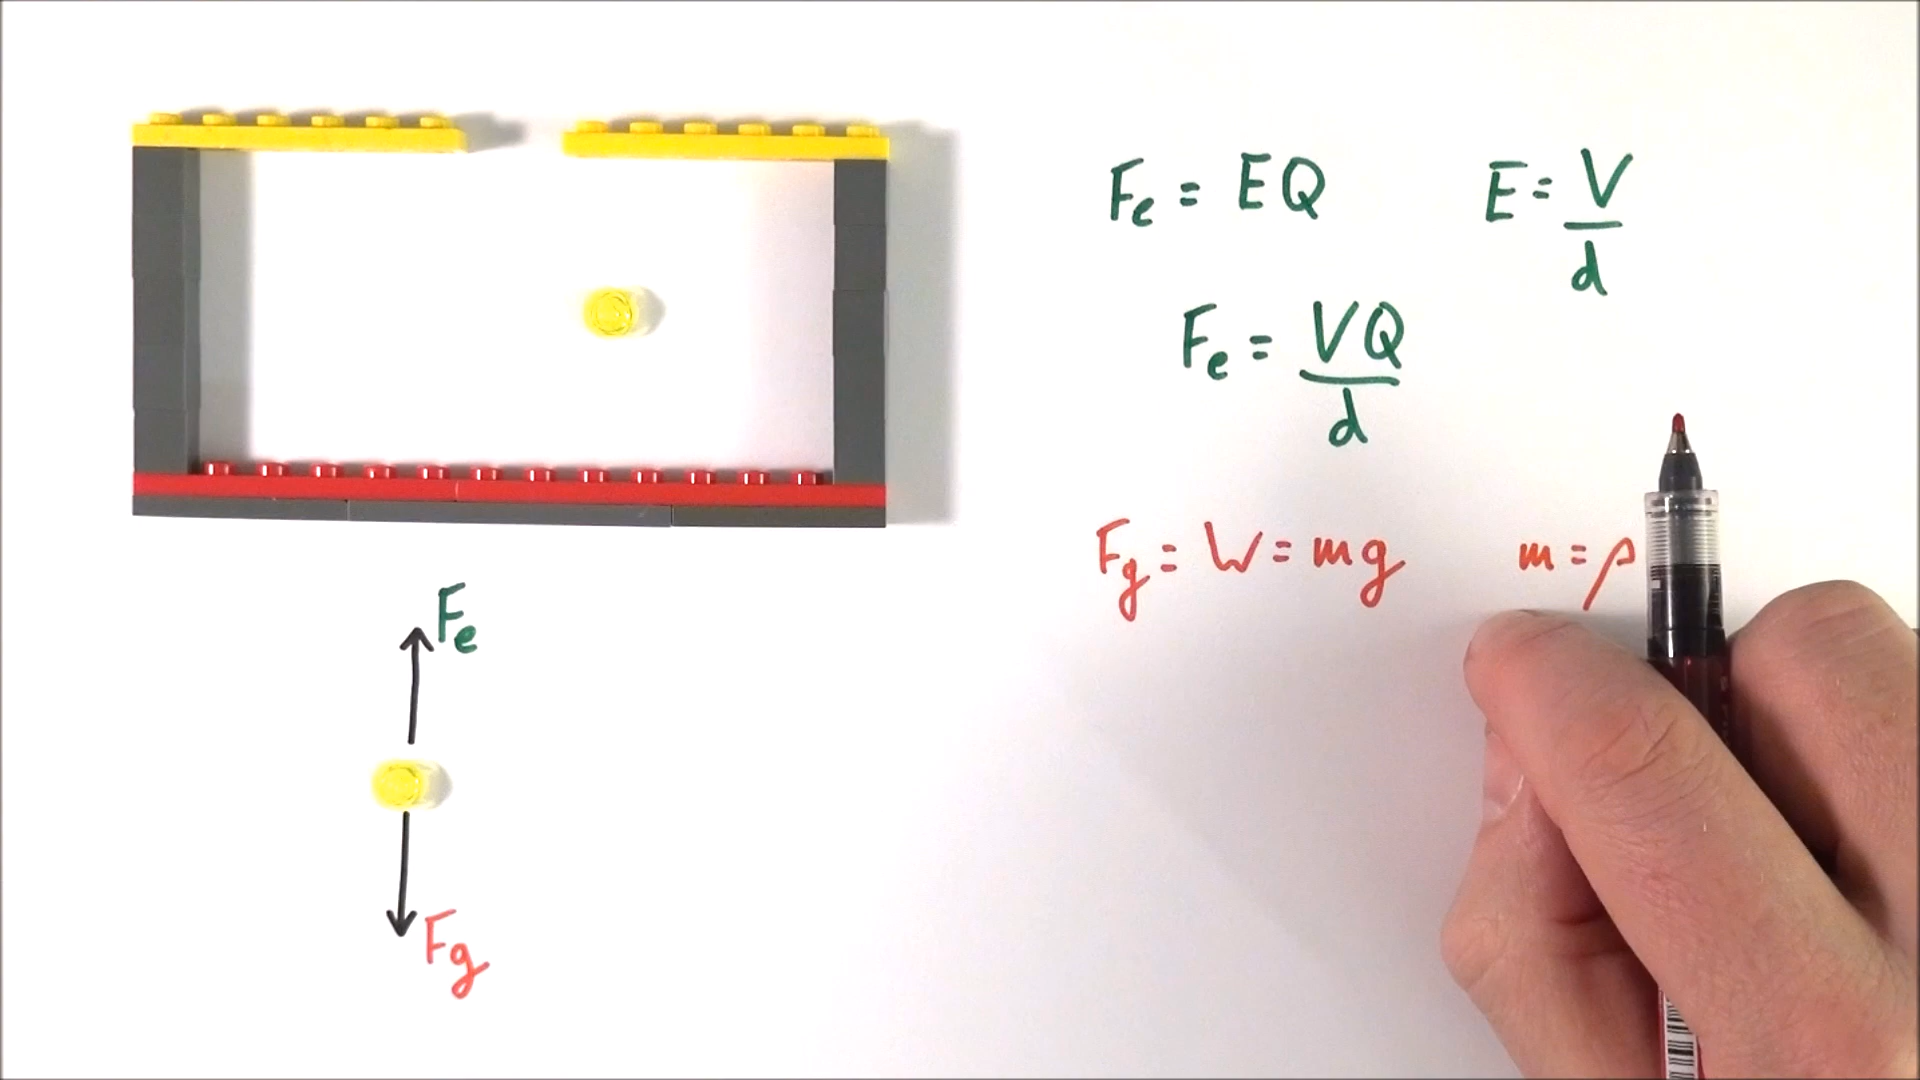 Fe = EQ
E = V/d
Fe = VQ/d
Fg = W = mg
m = ρ
Fe
Fg